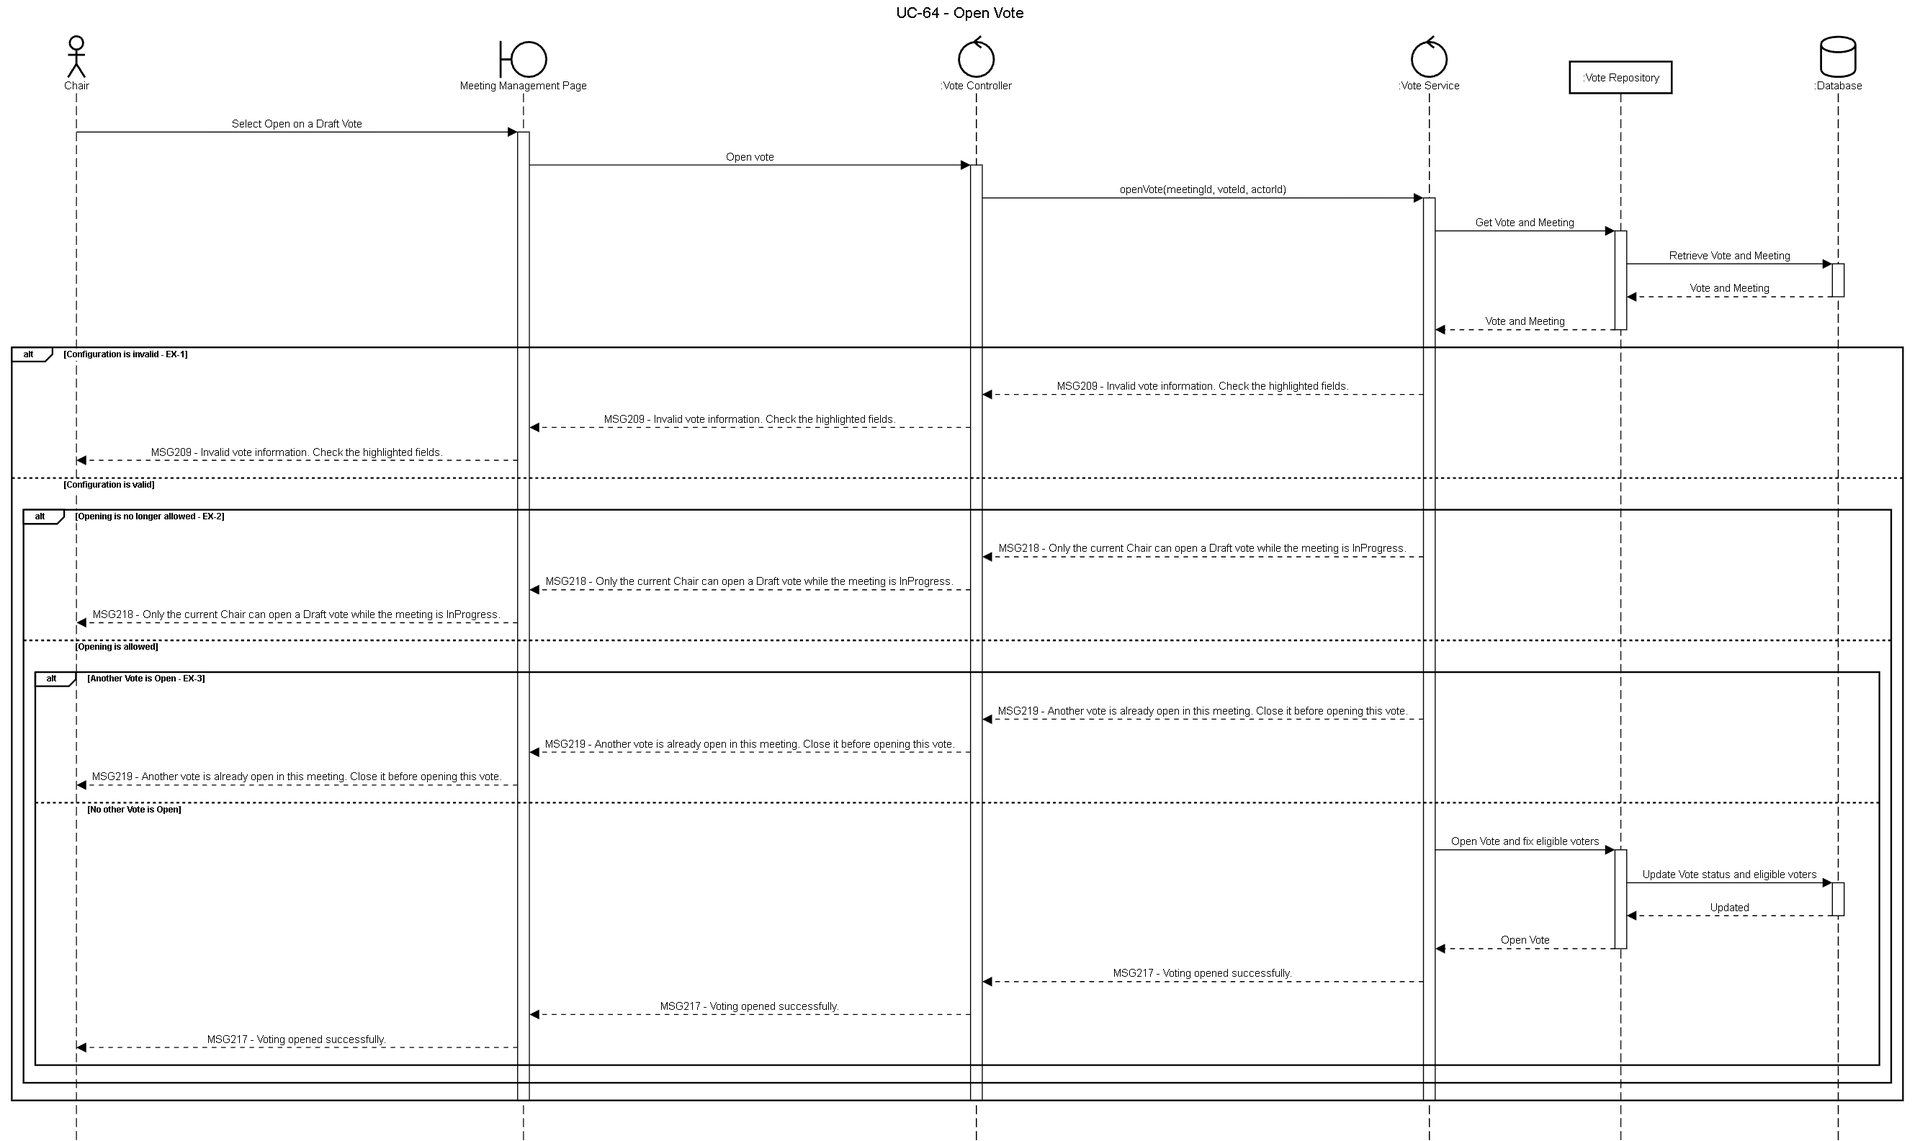 UC-64 - Open Vote
Chair
Meeting Management Page
:Vote Controller
:Vote Service
:Vote Repository
:Database
Select Open on a Draft Vote
Open vote
openVote(meetingId, voteId, actorId)
Get Vote and Meeting
Retrieve Vote and Meeting
Vote and Meeting
Vote and Meeting
alt [Configuration is invalid - EX-1]
MSG209 - Invalid vote information. Check the highlighted fields.
MSG209 - Invalid vote information. Check the highlighted fields.
MSG209 - Invalid vote information. Check the highlighted fields.
[Configuration is valid]
alt [Opening is no longer allowed - EX-2]
MSG218 - Only the current Chair can open a Draft vote while the meeting is InProgress.
MSG218 - Only the current Chair can open a Draft vote while the meeting is InProgress.
MSG218 - Only the current Chair can open a Draft vote while the meeting is InProgress.
[Opening is allowed]
alt [Another Vote is Open - EX-3]
MSG219 - Another vote is already open in this meeting. Close it before opening this vote.
MSG219 - Another vote is already open in this meeting. Close it before opening this vote.
MSG219 - Another vote is already open in this meeting. Close it before opening this vote.
[No other Vote is Open]
Open Vote and fix eligible voters
Update Vote status and eligible voters
Updated
Open Vote
MSG217 - Voting opened successfully.
MSG217 - Voting opened successfully.
MSG217 - Voting opened successfully.